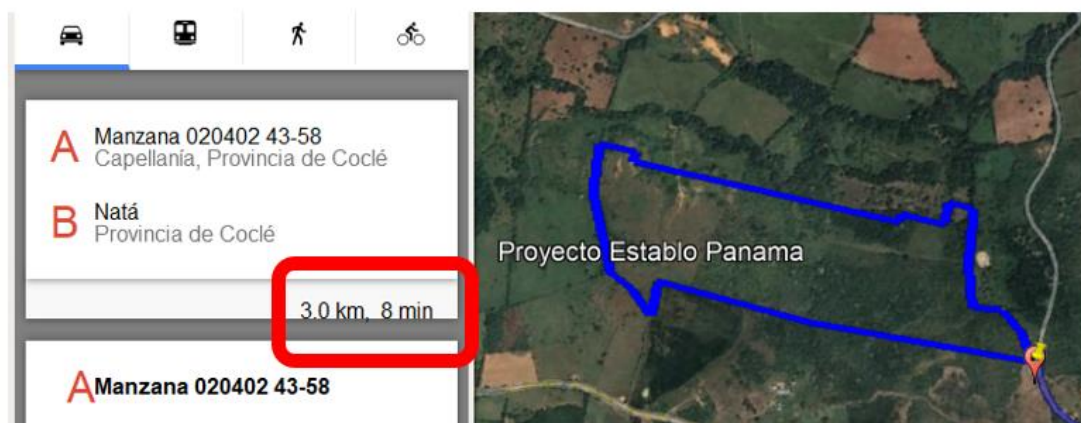 A Manzana 020402 43-58
Capellanía, Provincia de Coclé
B Natá
Provincia de Coclé
3.0 km, 8 min
A Manzana 020402 43-58
Proyecto Establo Panama